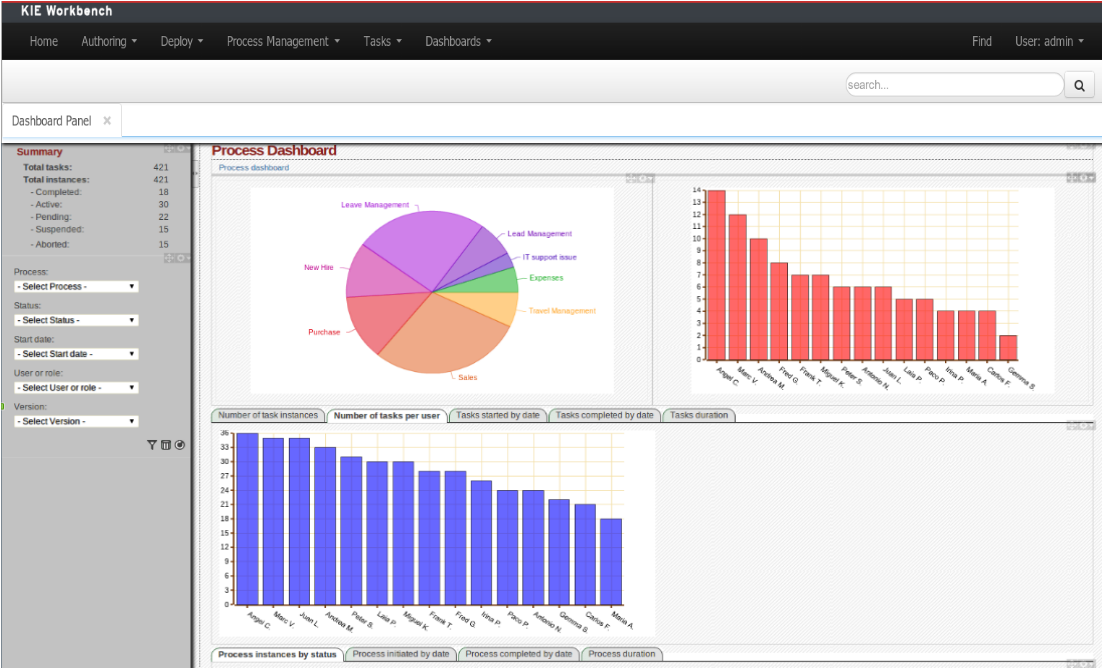 KIE Workbench
Home Authoring Deploy Process Management Tasks Dashboards Find User: admin
search...
Dashboard Panel x
Summary
Total tasks: 421
Total instances: 421
- Completed: 18
- Active: 30
- Pending: 22
- Suspended: 15
- Aborted: 15
Process:
- Select Process -
Status:
- Select Status -
Start date:
- Select Start date -
User or role:
- Select User or role -
Version:
- Select Version -
Process Dashboard
Process dashboard
Leave Management
Lead Management
IT support issue
New Hire
Expenses
Travel Management
Purchase
Sales
14
13
12
11
10
9
8
7
6
5
4
3
2
1
0
Angel C. Marc V. Andrea M. Fred G. Frank T. Miguel K. Peter S. Antonio N. Juan L. Laia P. Paco P. Irina P. Maria A. Carlos F. Gemma S.
Number of task instances Number of tasks per user Tasks started by date Tasks completed by date Tasks duration
36
33
30
27
24
21
18
15
12
9
6
3
0
Angel C. Marc V. Juan L. Andrea M. Peter S. Laia P. Miguel K. Frank T. Fred G. Irina P. Paco P. Antonio N. Gemma S. Carlos F. Maria A.
Process instances by status Process initiated by date Process completed by date Process duration